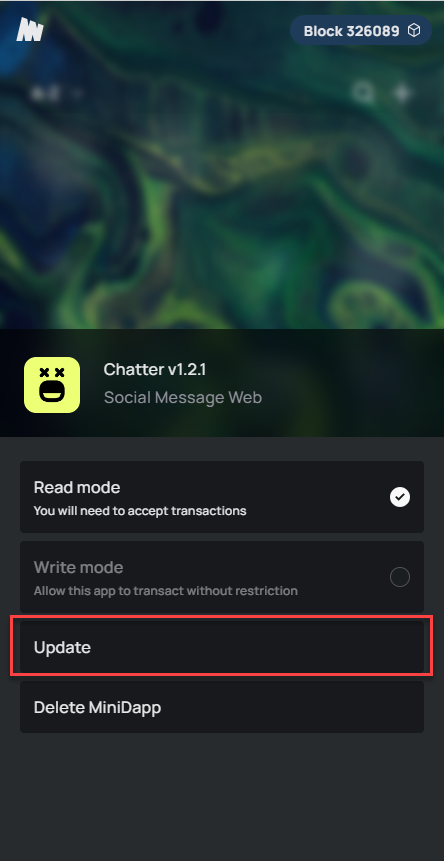 Block 326089
Chatter v1.2.1
Social Message Web
Read mode
You will need to accept transactions
Write mode
Allow this app to transact without restriction
Update
Delete MiniDapp